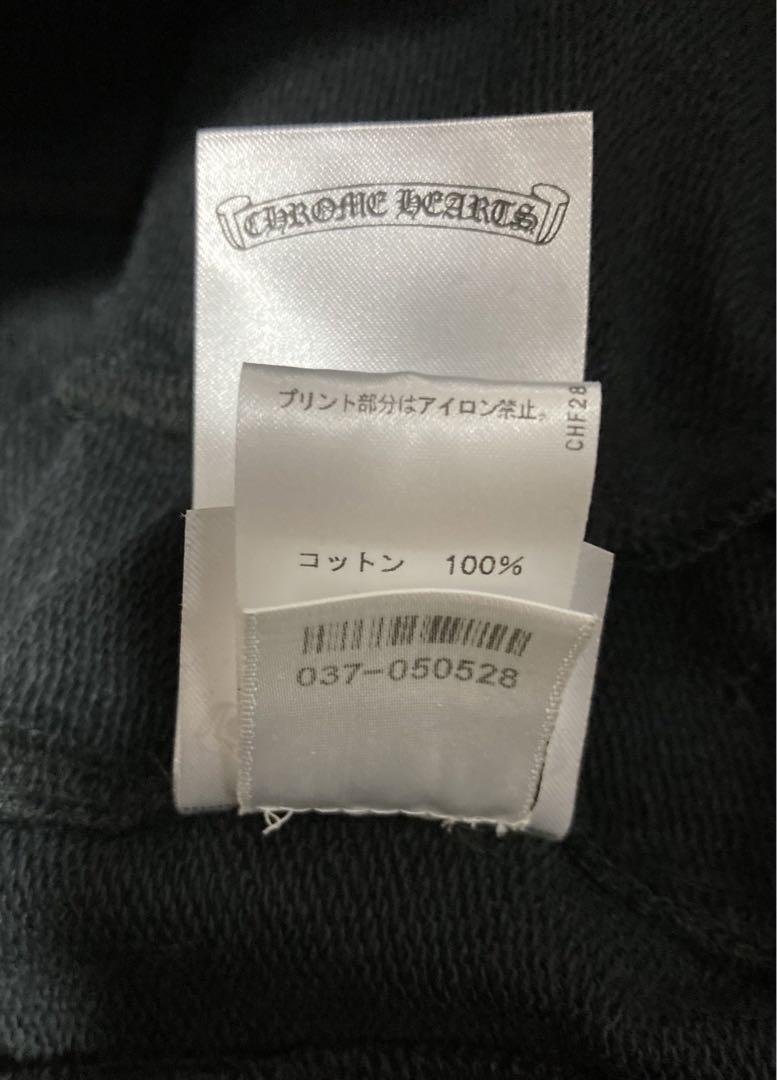 CHROME HEARTS
プリント部分はアイロン禁止。
CHF28
コットン 100%
037-050528